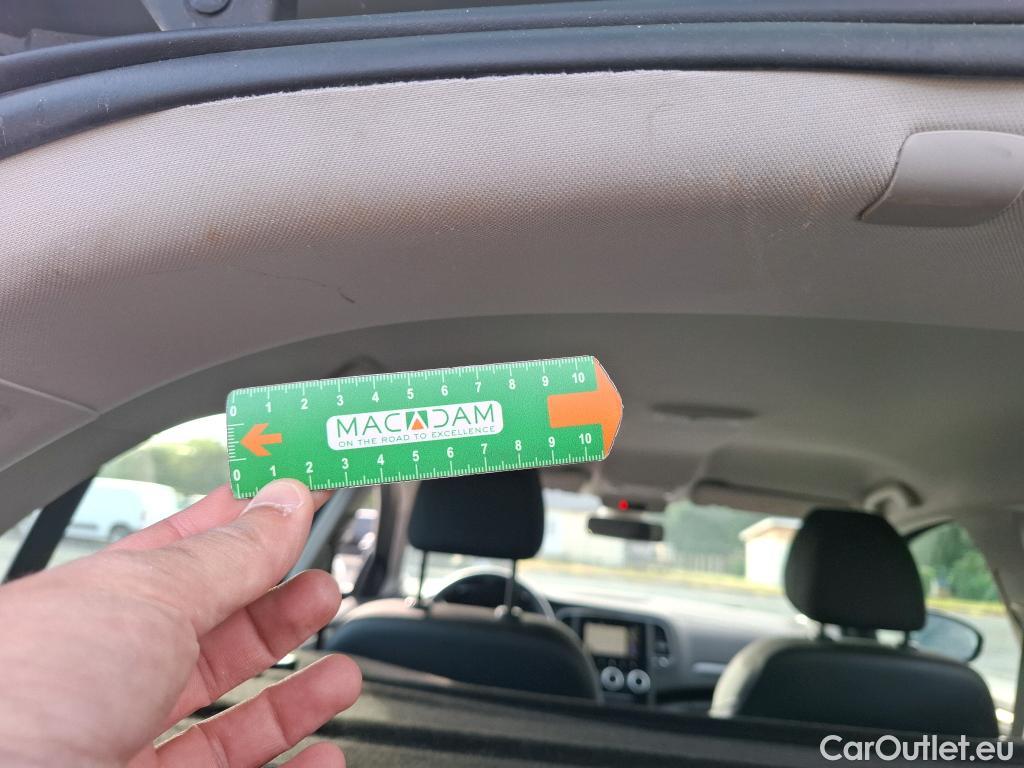 0 1 2 3 4 5 6 7 8 9 10
MACADAM
ON THE ROAD TO EXCELLENCE
0 1 2 3 4 5 6 7 8 9 10
CarOutlet.eu